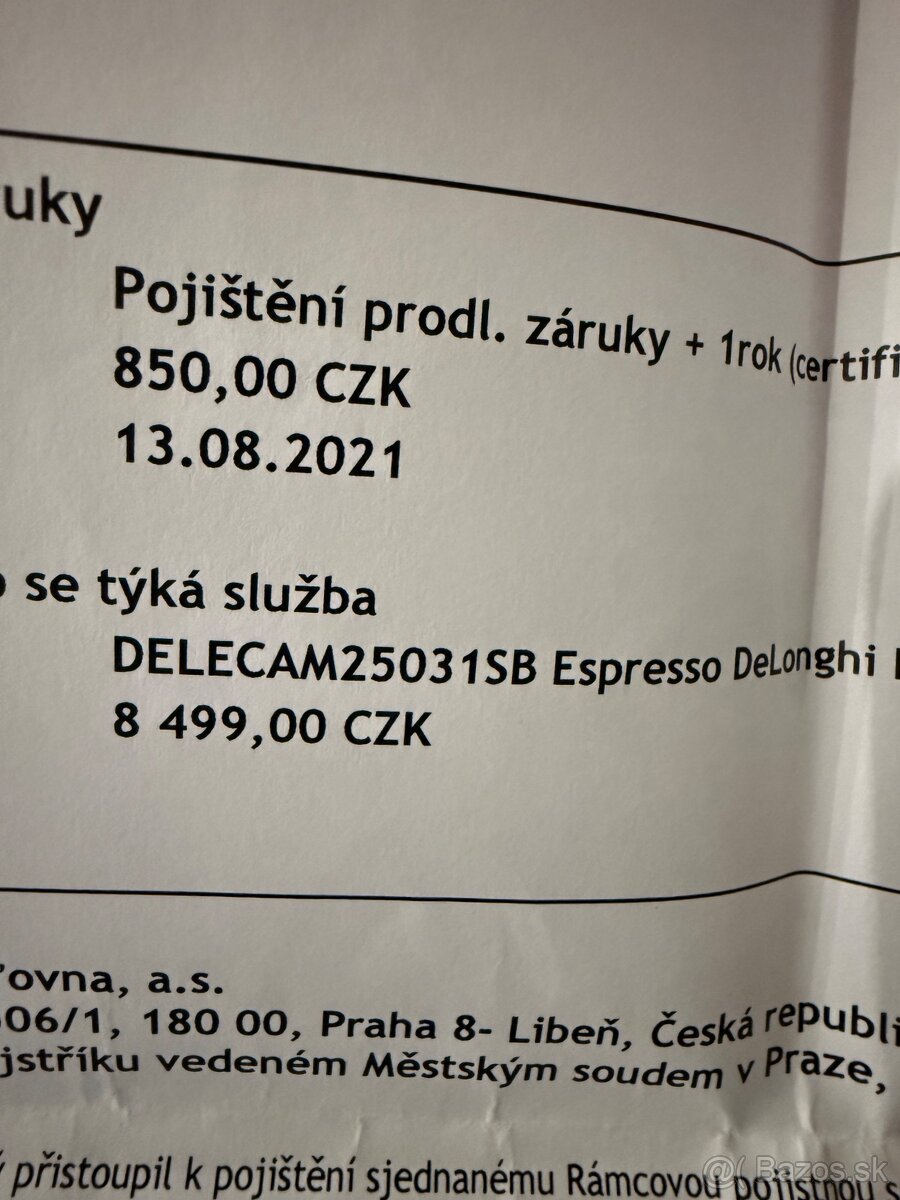 uky
Pojištění prodl. záruky + 1rok (certifi
850,00 CZK
13.08.2021
se týká služba
DELECAM25031SB Espresso DeLonghi
8 499,00 CZK
ovna, a.s.
06/1, 180 00, Praha 8- Libeň, Česká republi
jstříku vedeném Městským soudem v Praze,
přistoupil k pojištění sjednanému Rámcovou pojistnou s
@( Bazos.sk